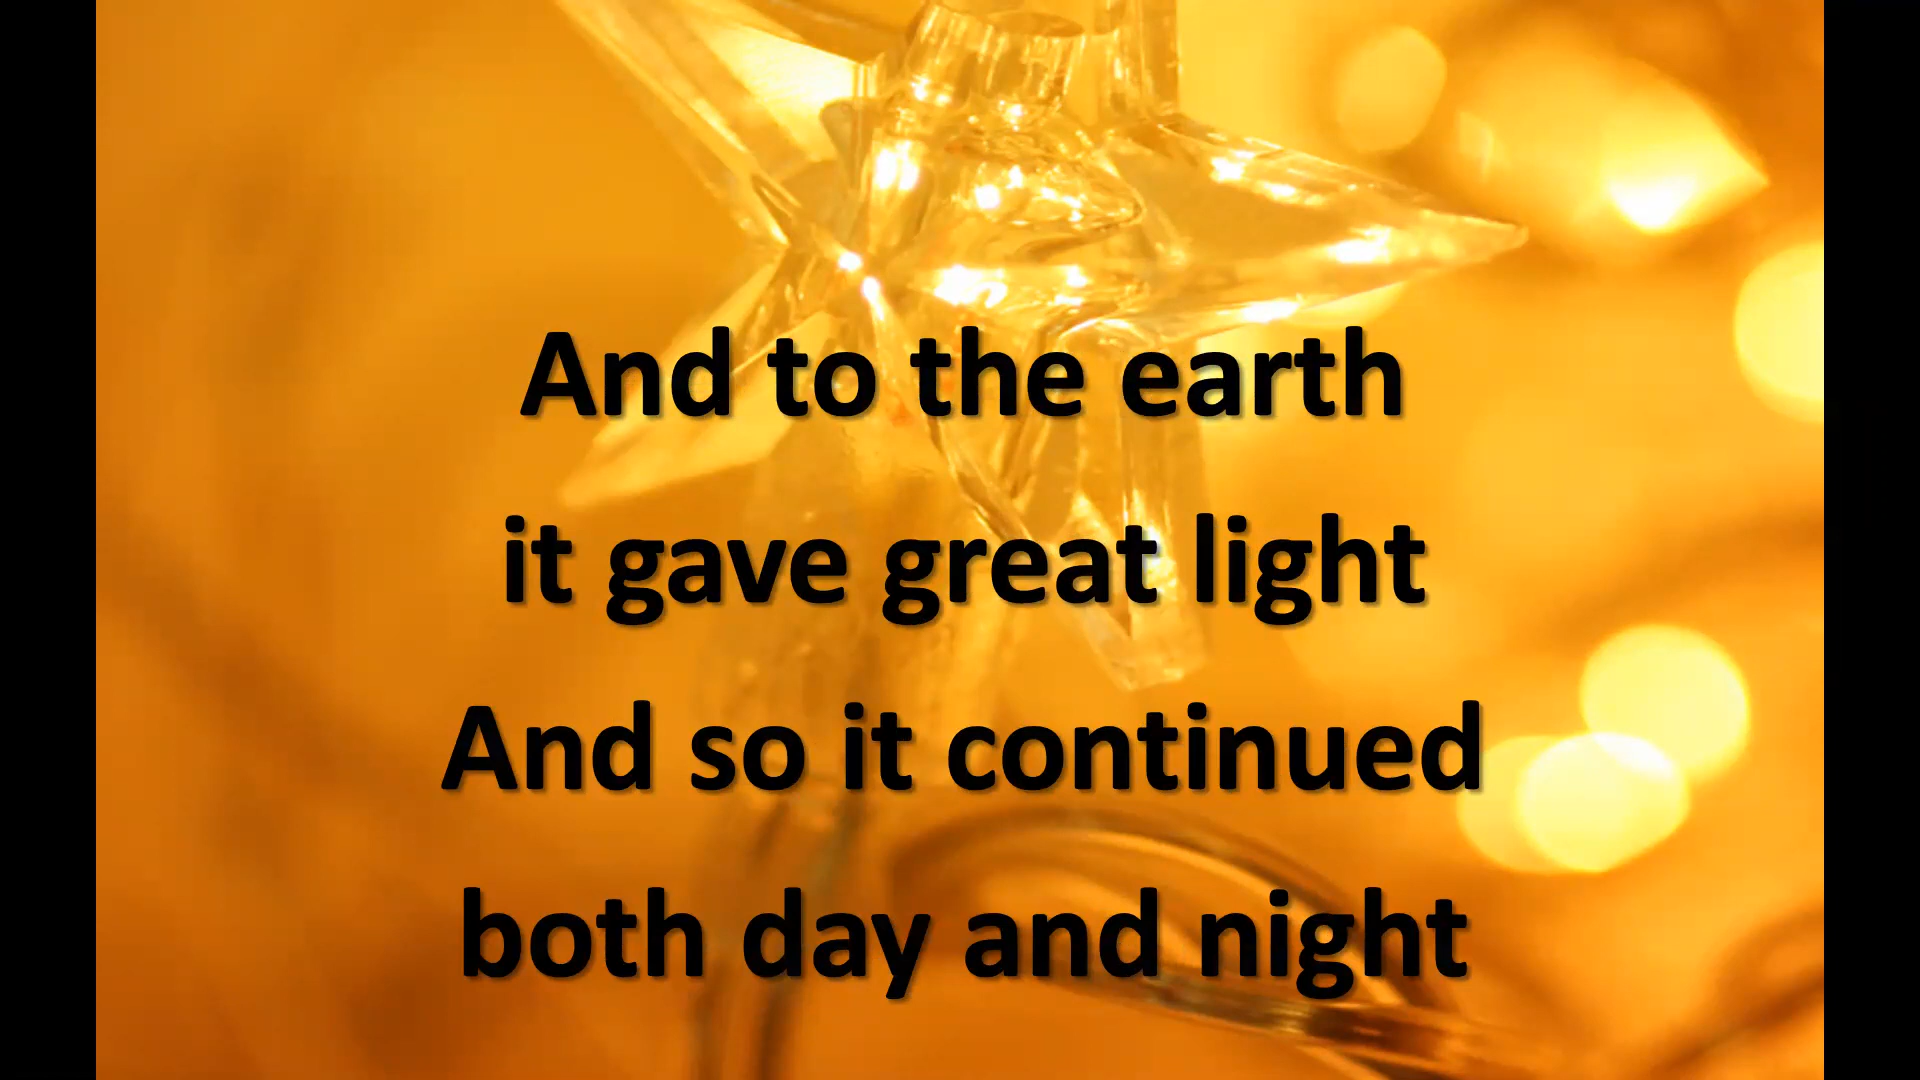 And to the earth
it gave great light
And so it continued
both day and night